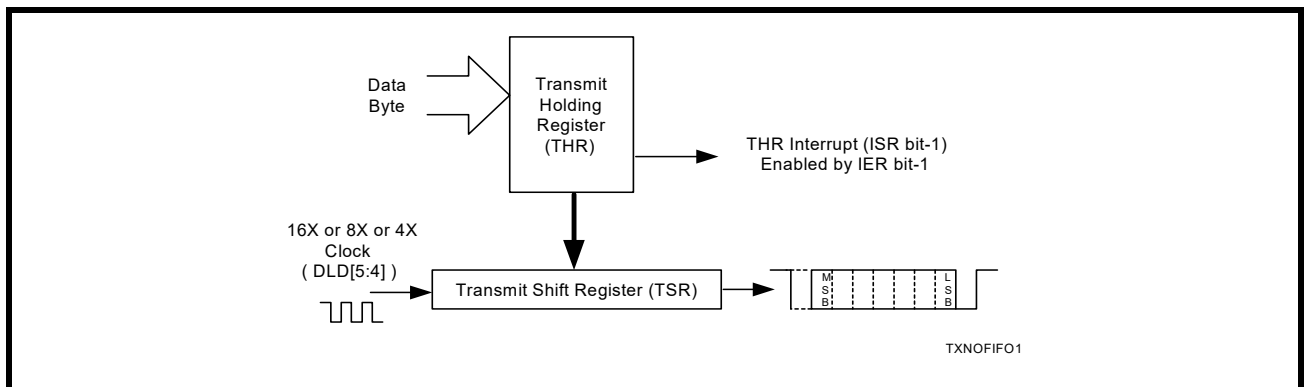 Data
Byte
Transmit
Holding
Register
(THR)
THR Interrupt (ISR bit-1)
Enabled by IER bit-1
16X or 8X or 4X
Clock
( DLD[5:4] )
Transmit Shift Register (TSR)
M
S
B
L
S
B
TXNOFIFO1